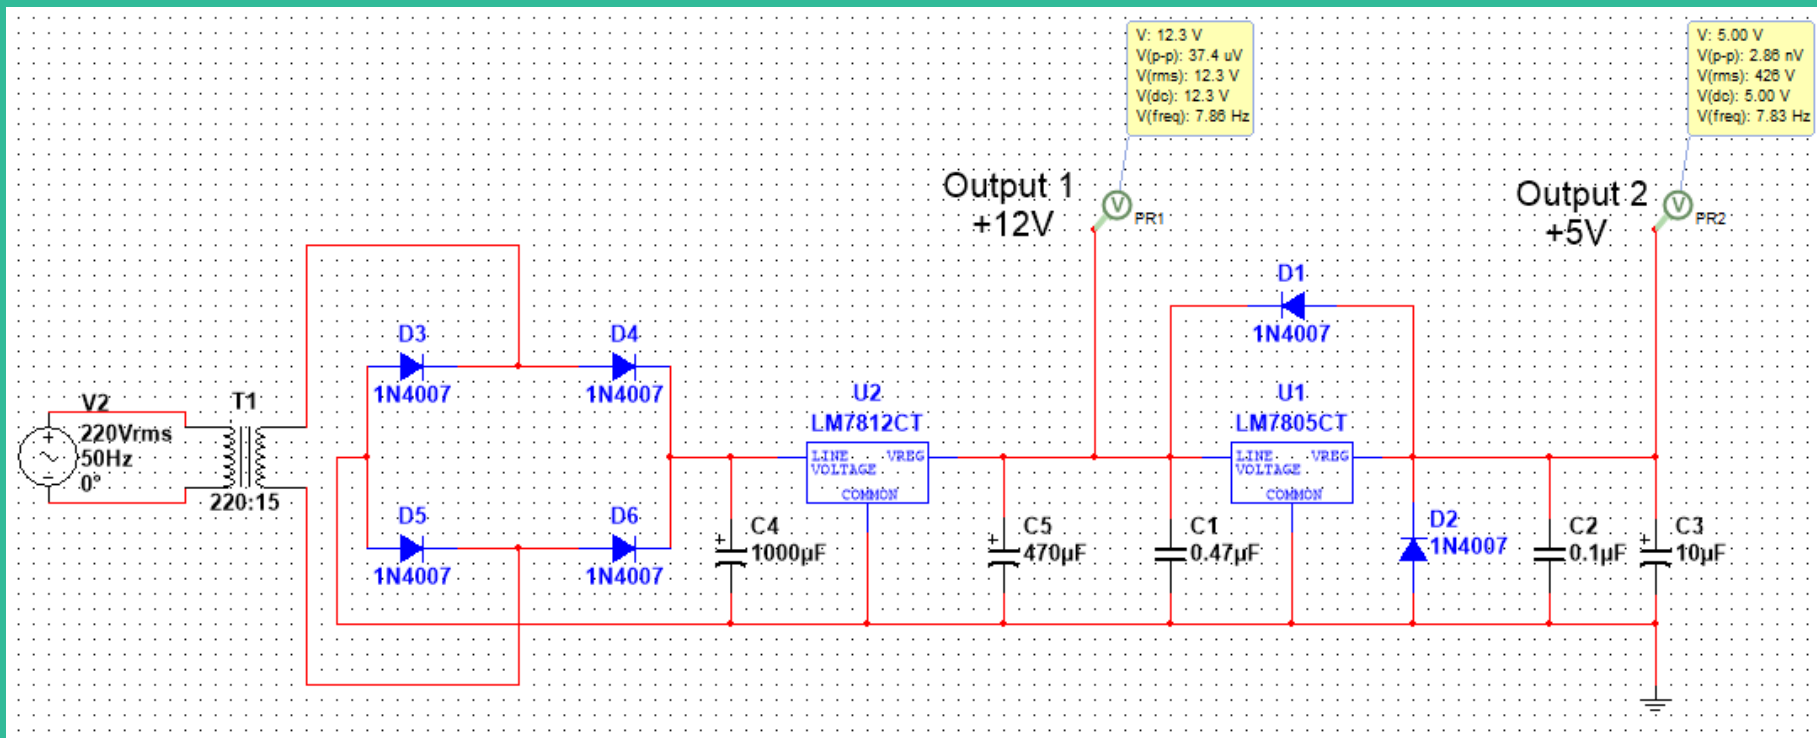 V: 12.3 V
V(p-p): 37.4 uV
V(rms): 12.3 V
V(dc): 12.3 V
V(freq): 7.86 Hz
V: 5.00 V
V(p-p): 2.86 nV
V(rms): 426 V
V(dc): 5.00 V
V(freq): 7.83 Hz
Output 1
+12V
V
PR1
Output 2
+5V
V
PR2
D1
1N4007
D3
1N4007
D4
1N4007
V2
220Vrms
50Hz
0°
T1
220:15
U2
LM7812CT
LINE VREG
VOLTAGE
COMMON
U1
LM7805CT
LINE VREG
VOLTAGE
COMMON
D5
1N4007
D6
1N4007
C4
1000µF
C5
470µF
C1
0.47µF
D2
1N4007
C2
0.1µF
C3
10µF